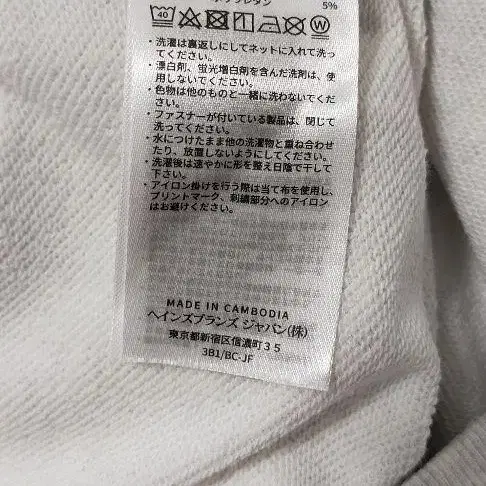 ポリウレタン 5%
40 W
・洗濯は裏返しにしてネットに入れて洗っ
てください。
・漂白剤、蛍光増白剤を含んだ洗剤は、使
用しないでください。
・色物は他のものと一緒に洗わないでくだ
さい。
・ファスナーが付いている製品は、閉じて
洗ってください。
・水につけたまま他の洗濯物と重ね合わせ
たり、放置しないようにしてください。
・洗濯後は速やかに形を整え日陰で干して
下さい。
・アイロン掛けを行う際は当て布を使用し、
プリントマーク、刺繍部分へのアイロン
はお避けください。
MADE IN CAMBODIA
ヘインズブランズ ジャパン(株)
東京都新宿区信濃町35
3B1/BC-JF